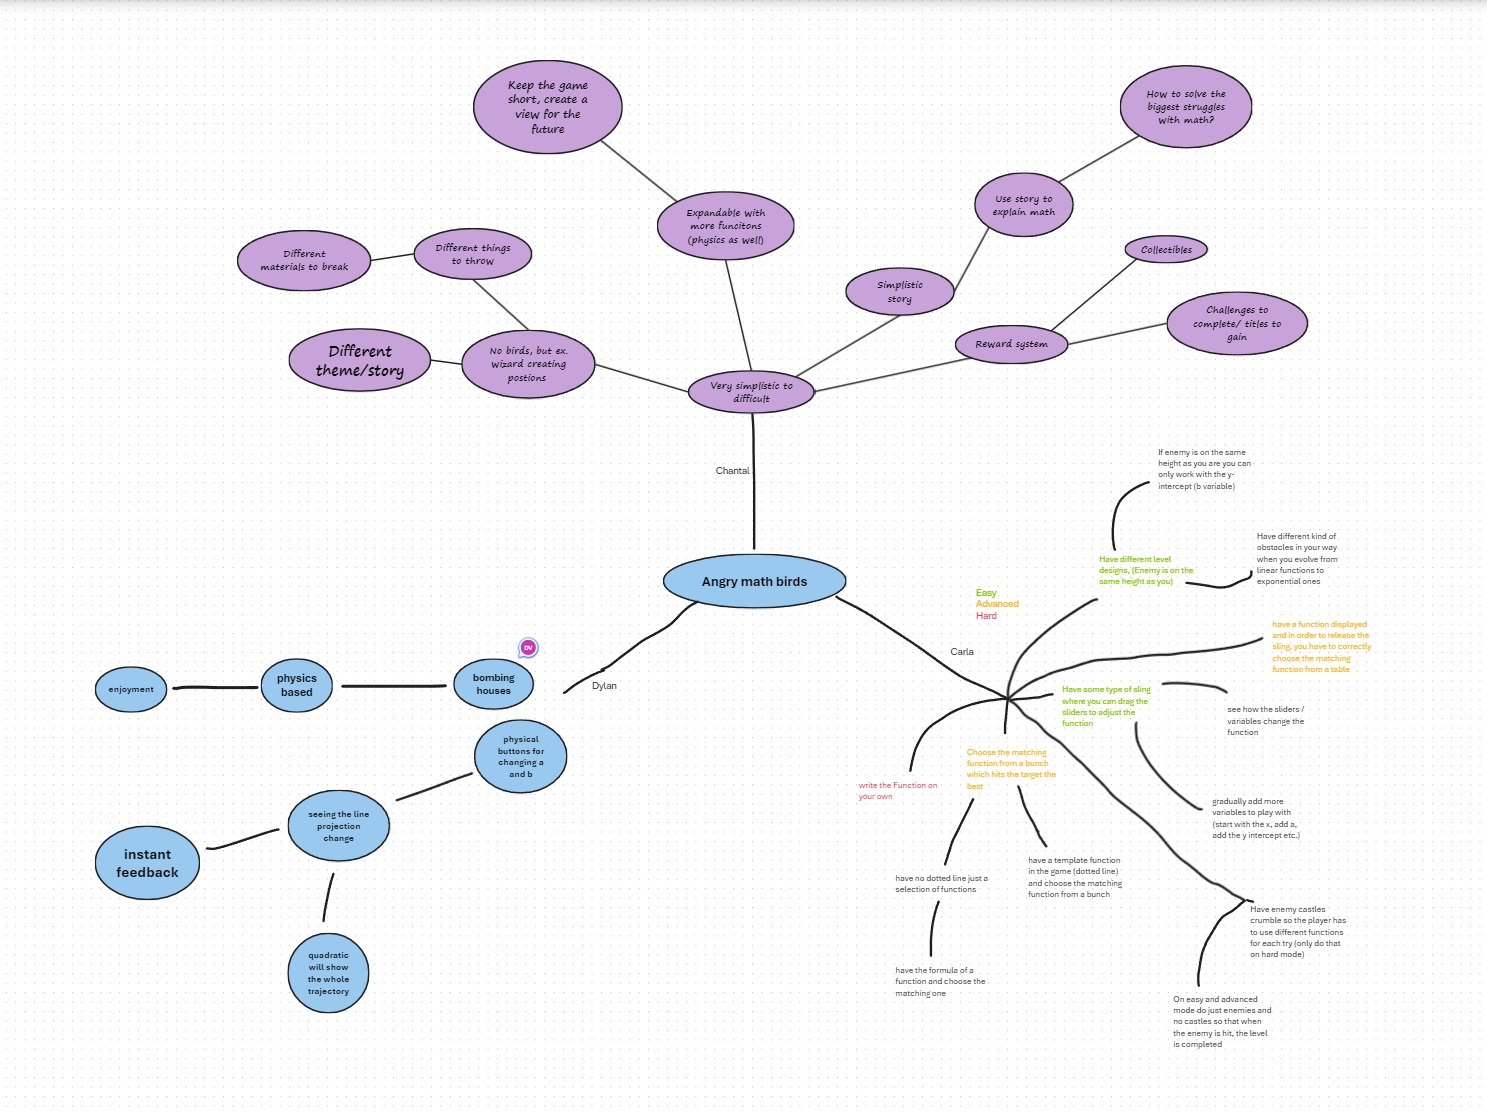 Keep the game
short, create a
view for the
future
How to solve the
biggest struggles
with math?
Expandable with
more funcitons
(physics as well)
Use story to
explain math
Different
materials to break
Different things
to throw
Collectibles
Simplistic
story
Different
theme/story
No birds, but ex.
Wizard creating
postions
Reward system
Challenges to
complete/ titles to
gain
Very simplistic to
difficult
Chantal
Angry math birds
Dylan
DV
bombing
houses
physics
based
enjoyment
physical
buttons for
changing a
and b
seeing the line
projection
change
instant
feedback
quadratic
will show
the whole
trajectory
Carla
Easy
Advanced
Hard
If enemy is on the same
height as you are you can
only work with the y-
intercept (b variable)
Have different level
designs, (Enemy is on the
same height as you)
Have different kind of
obstacles in your way
when you evolve from
linear functions to
exponential ones
have a function displayed
and in order to release the
sling, you have to correctly
choose the matching
function from a table
Have some type of sling
where you can drag the
sliders to adjust the
function
see how the sliders /
variables change the
function
gradually add more
variables to play with
(start with the x, add a,
add the y intercept etc.)
write the Function on
your own
Choose the matching
function from a bunch
which hits the target the
best
have no dotted line just a
selection of functions
have the formula of a
function and choose the
matching one
have a template function
in the game (dotted line)
and choose the matching
function from a bunch
Have enemy castles
crumble so the player has
to use different functions
for each try (only do that
on hard mode)
On easy and advanced
mode do just enemies and
no castles so that when
the enemy is hit, the level
is completed